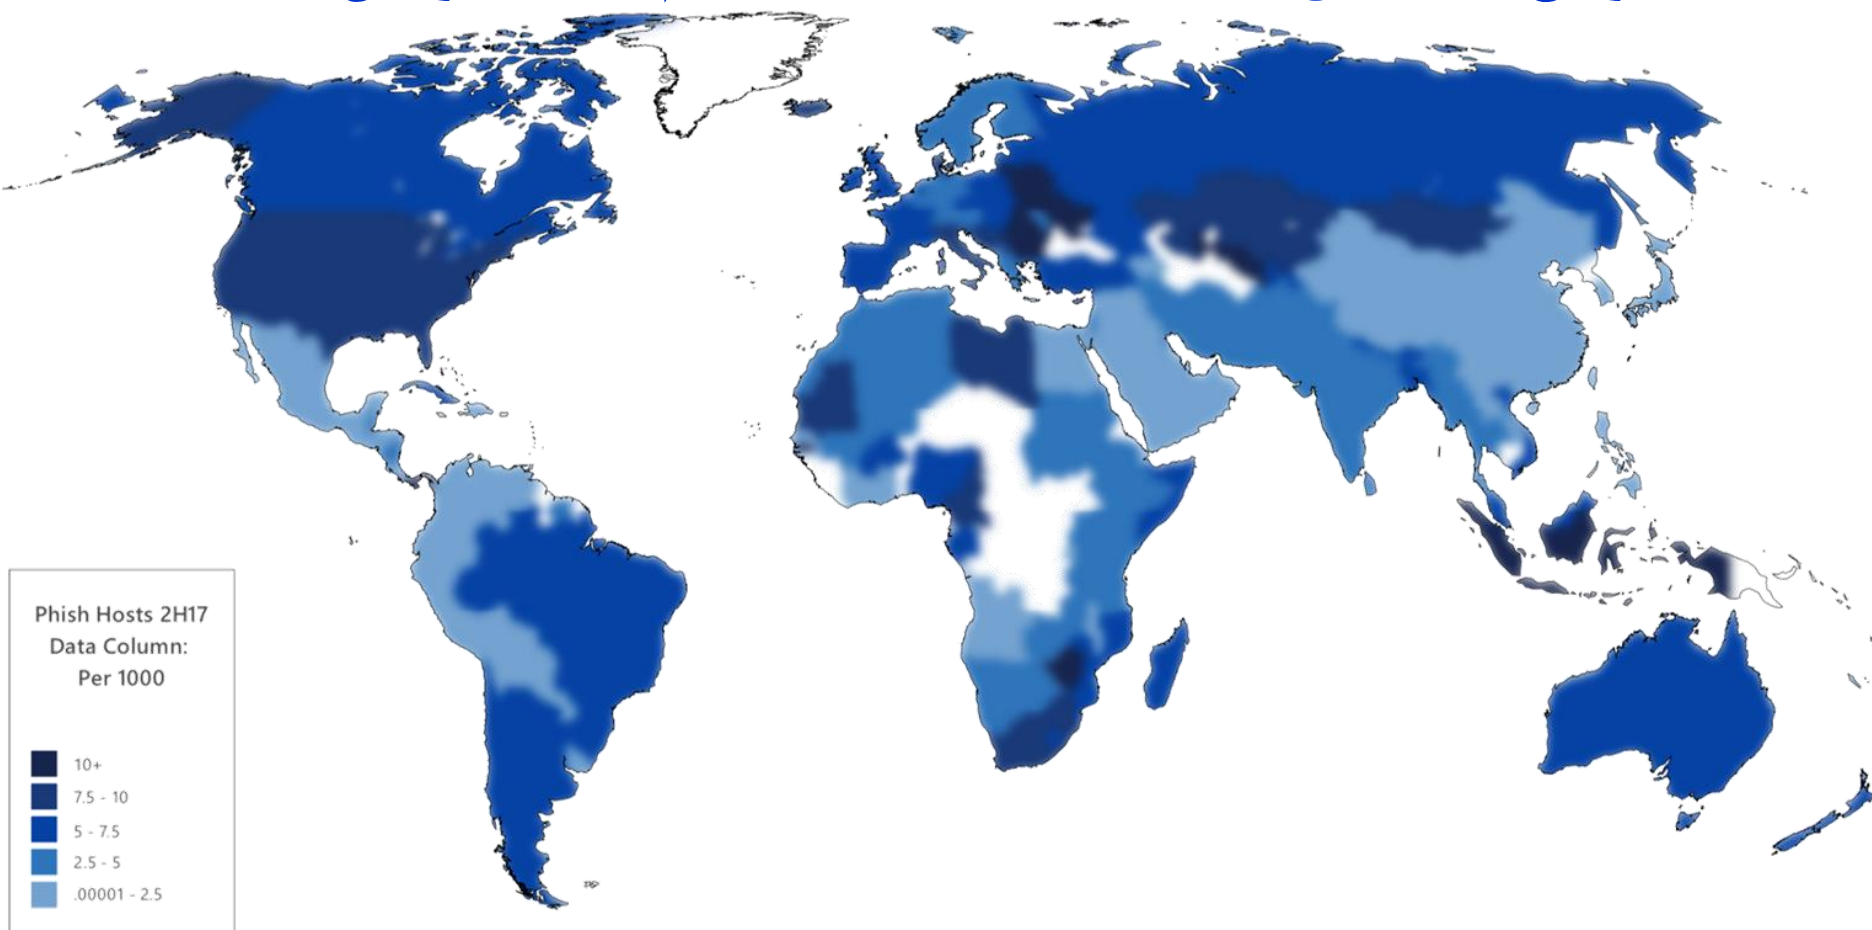 Phish Hosts 2H17
Data Column:
Per 1000
10+
7.5 - 10
5 - 7.5
2.5 - 5
.00001 - 2.5